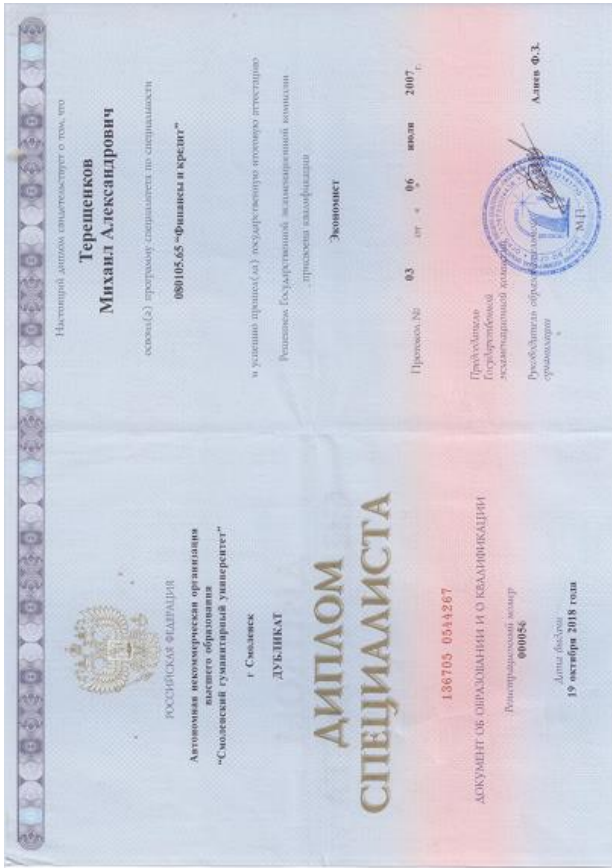 РОССИЙСКАЯ ФЕДЕРАЦИЯ
Автономная некоммерческая организация
высшего образования
"Смоленский гуманитарный университет"
г Смоленск
ДУБЛИКАТ
ДИПЛОМ
СПЕЦИАЛИСТА
136705 0544267
ДОКУМЕНТ ОБ ОБРАЗОВАНИИ И О КВАЛИФИКАЦИИ
Регистрационный номер
000056
Дата выдачи
19 октября 2018 года
Настоящий диплом свидетельствует о том, что
Терещенков
Михаил Александрович
освоил(а) программу специалитета по специальности
080105.65 "Финансы и кредит"
и успешно прошел(ла) государственную итоговую аттестацию
Решением Государственной экзаменационной комиссии
присвоена квалификация
Экономист
Протокол № 03 от « 06 » июля 2007 г.
Председатель
Государственной
экзаменационной
Руководитель
организации
Алиев Ф.З.
М.П.